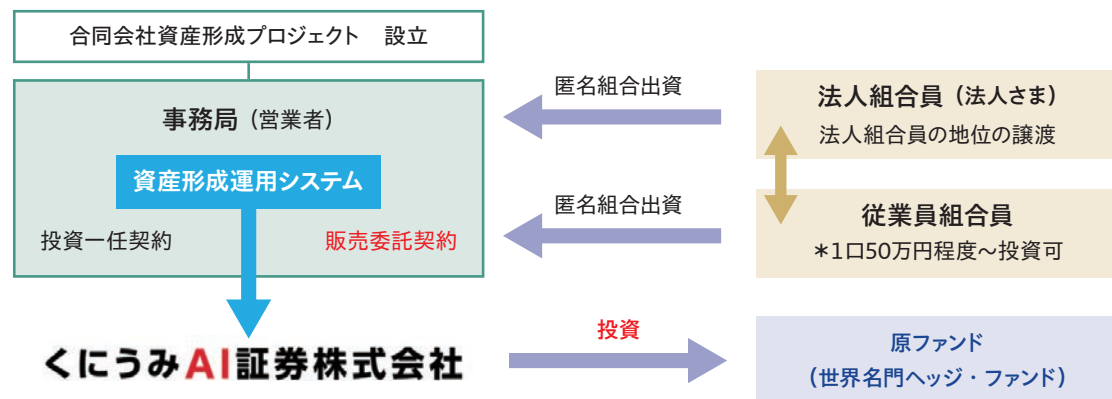 合同会社資産形成プロジェクト 設立
事務局（営業者）
資産形成運用システム
投資一任契約
販売委託契約
匿名組合出資
匿名組合出資
法人組合員（法人さま）
法人組合員の地位の譲渡
従業員組合員
＊1口50万円程度～投資可
くにうみAI証券株式会社
投資
原ファンド
（世界名門ヘッジ・ファンド）